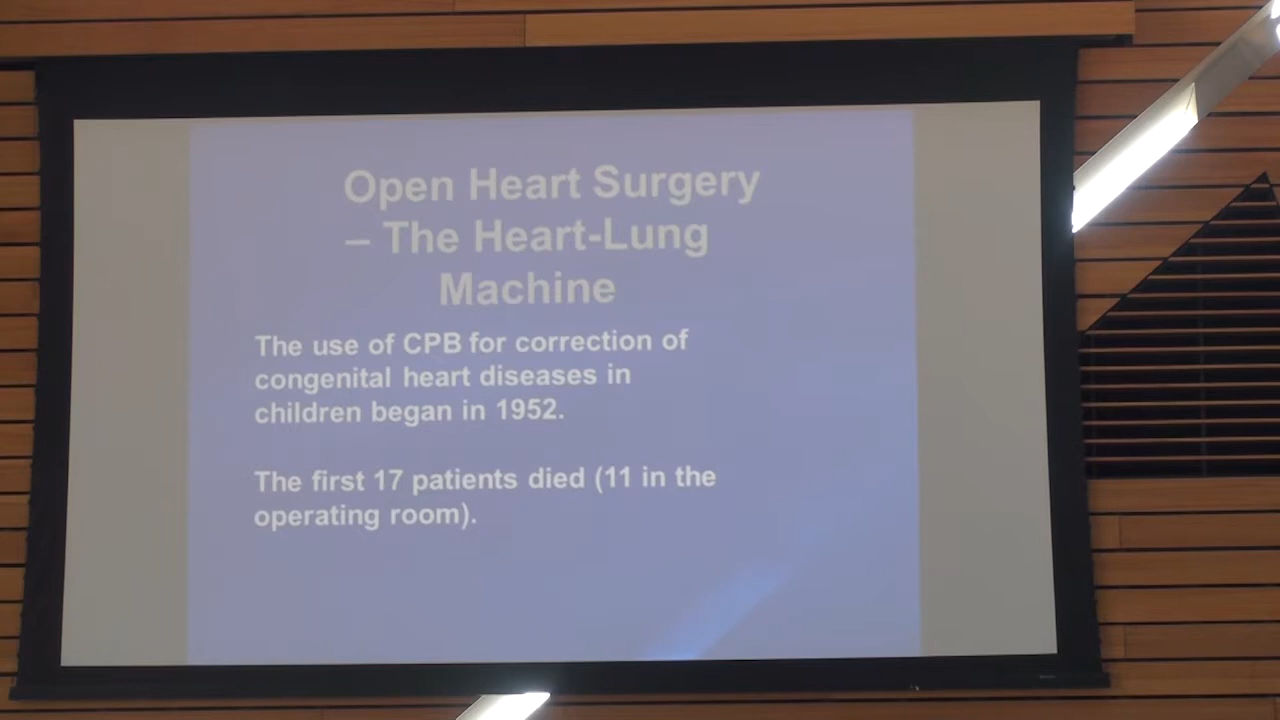 Open Heart Surgery
– The Heart-Lung
Machine
The use of CPB for correction of
congenital heart diseases in
children began in 1952.
The first 17 patients died (11 in the
operating room).